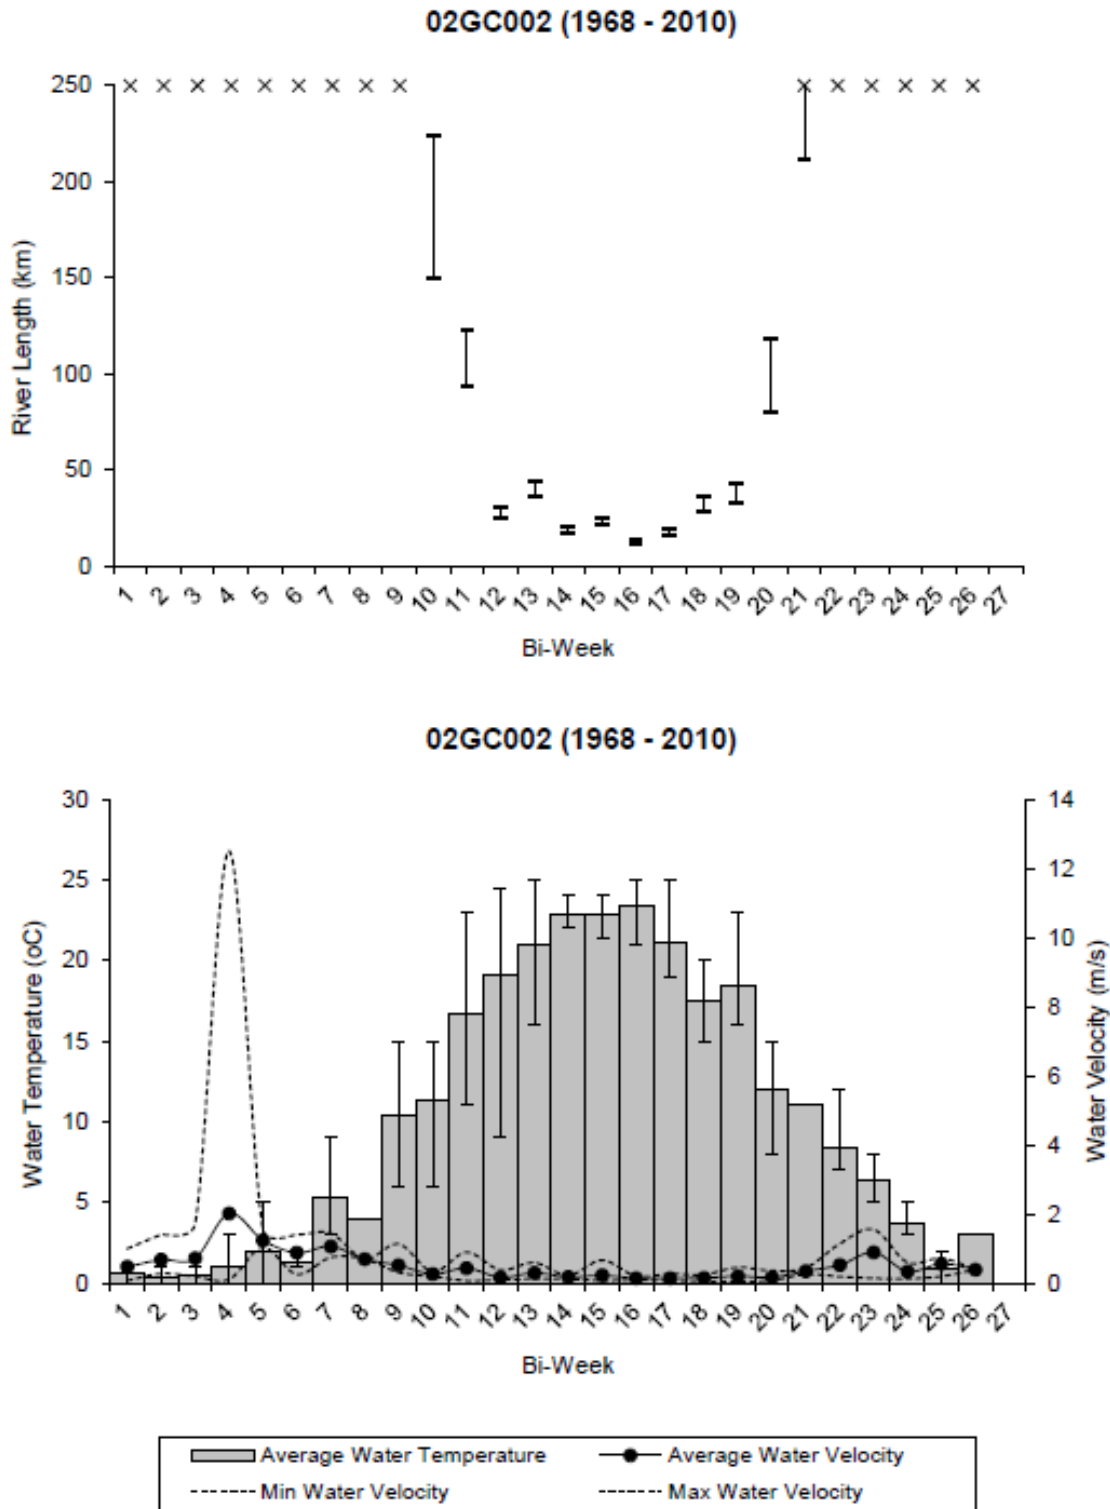 02GC002 (1968 - 2010)
250
200
150
100
50
0
River Length (km)
1 2 3 4 5 6 7 8 9 10 11 12 13 14 15 16 17 18 19 20 21 22 23 24 25 26 27
Bi-Week
02GC002 (1968 - 2010)
30
25
20
15
10
5
0
Water Temperature (oC)
14
12
10
8
6
4
2
0
Water Velocity (m/s)
1 2 3 4 5 6 7 8 9 10 11 12 13 14 15 16 17 18 19 20 21 22 23 24 25 26 27
Bi-Week
Average Water Temperature Average Water Velocity
Min Water Velocity Max Water Velocity